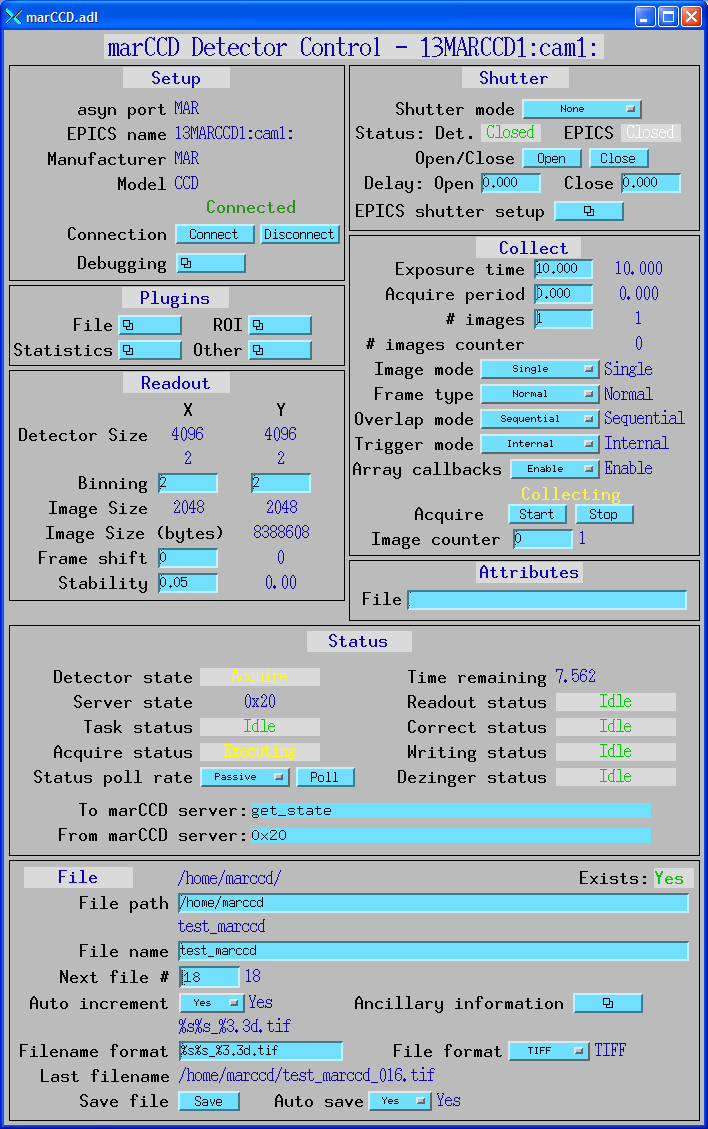 marCCD.adl
marCCD Detector Control - 13MARCCD1:cam1:
Setup
asyn port MAR
EPICS name 13MARCCD1:cam1:
Manufacturer MAR
Model CCD
Connected
Connection Connect Disconnect
Debugging
Plugins
File ROI
Statistics Other
Readout
X Y
Detector Size 4096 4096
2 2
Binning 2 2
Image Size 2048 2048
Image Size (bytes) 8388608
Frame shift 0 0
Stability 0.05 0.00
Shutter
Shutter mode None
Status: Det. Closed EPICS Closed
Open/Close Open Close
Delay: Open 0.000 Close 0.000
EPICS shutter setup
Collect
Exposure time 10.000 10.000
Acquire period 0.000 0.000
# images 1 1
# images counter 0
Image mode Single Single
Frame type Normal Normal
Overlap mode Sequential Sequential
Trigger mode Internal Internal
Array callbacks Enable Enable
Collecting
Acquire Start Stop
Image counter 0 1
Attributes
File
Status
Detector state
Server state 0x20
Task status Idle
Acquire status Executing
Status poll rate Passive Poll
Time remaining 7.562
Readout status Idle
Correct status Idle
Writing status Idle
Dezinger status Idle
To marCCD server: get_state
From marCCD server: 0x20
File /home/marccd/ Exists: Yes
File path /home/marccd
test_marccd
File name test_marccd
Next file # 18 18
Auto increment Yes Yes Ancillary information
%s%s_%3.3d.tif
Filename format %s%s_%3.3d.tif File format TIFF TIFF
Last filename /home/marccd/test_marccd_016.tif
Save file Save Auto save Yes Yes